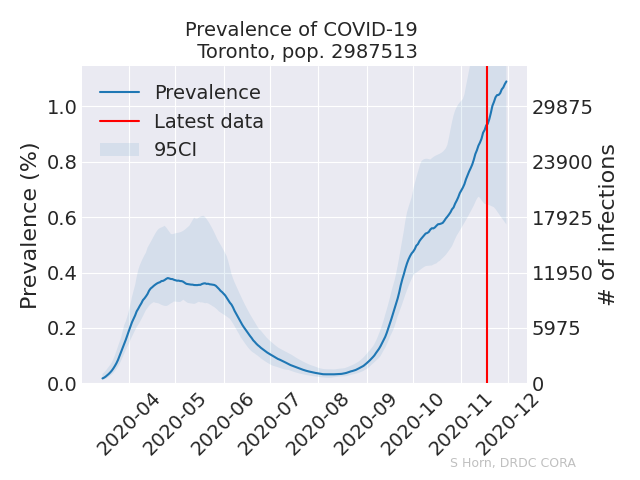 Prevalence of COVID-19
Toronto, pop. 2987513
Prevalence
Latest data
95CI
Prevalence (%)
1.0
0.8
0.6
0.4
0.2
0.0
29875
23900
17925
11950
5975
0
# of infections
2020-04
2020-05
2020-06
2020-07
2020-08
2020-09
2020-10
2020-11
2020-12
S Horn, DRDC CORA